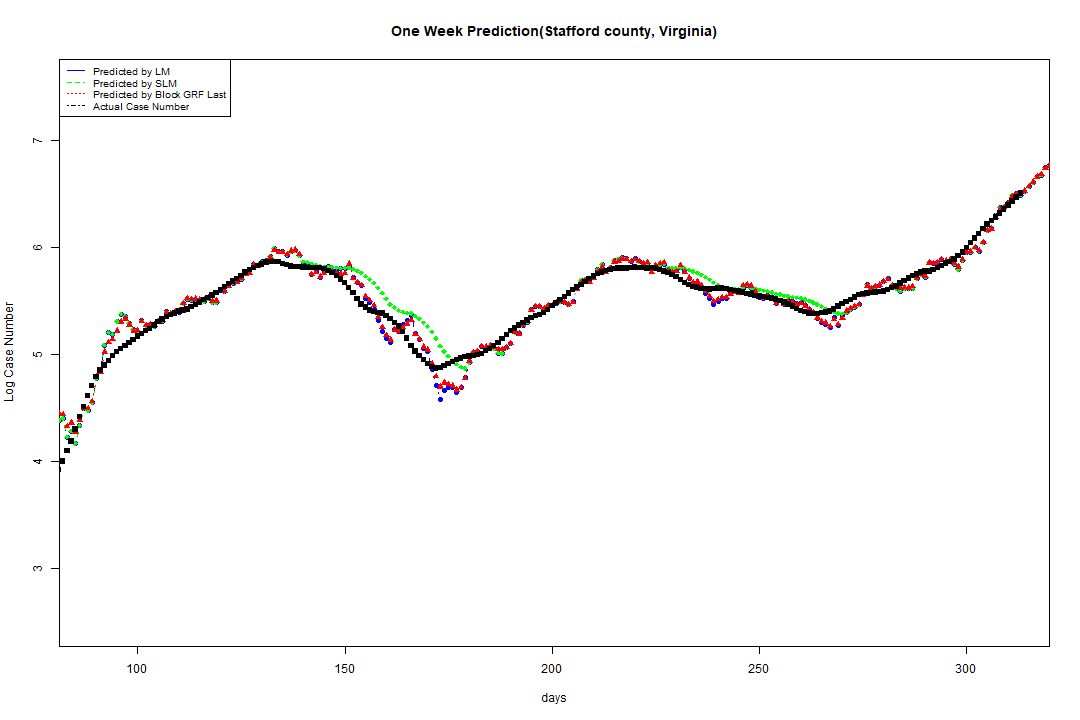 One Week Prediction(Stafford county, Virginia)
Predicted by LM
Predicted by SLM
Predicted by Block GRF Last
Actual Case Number
7
6
5
4
3
Log Case Number
100 150 200 250 300
days